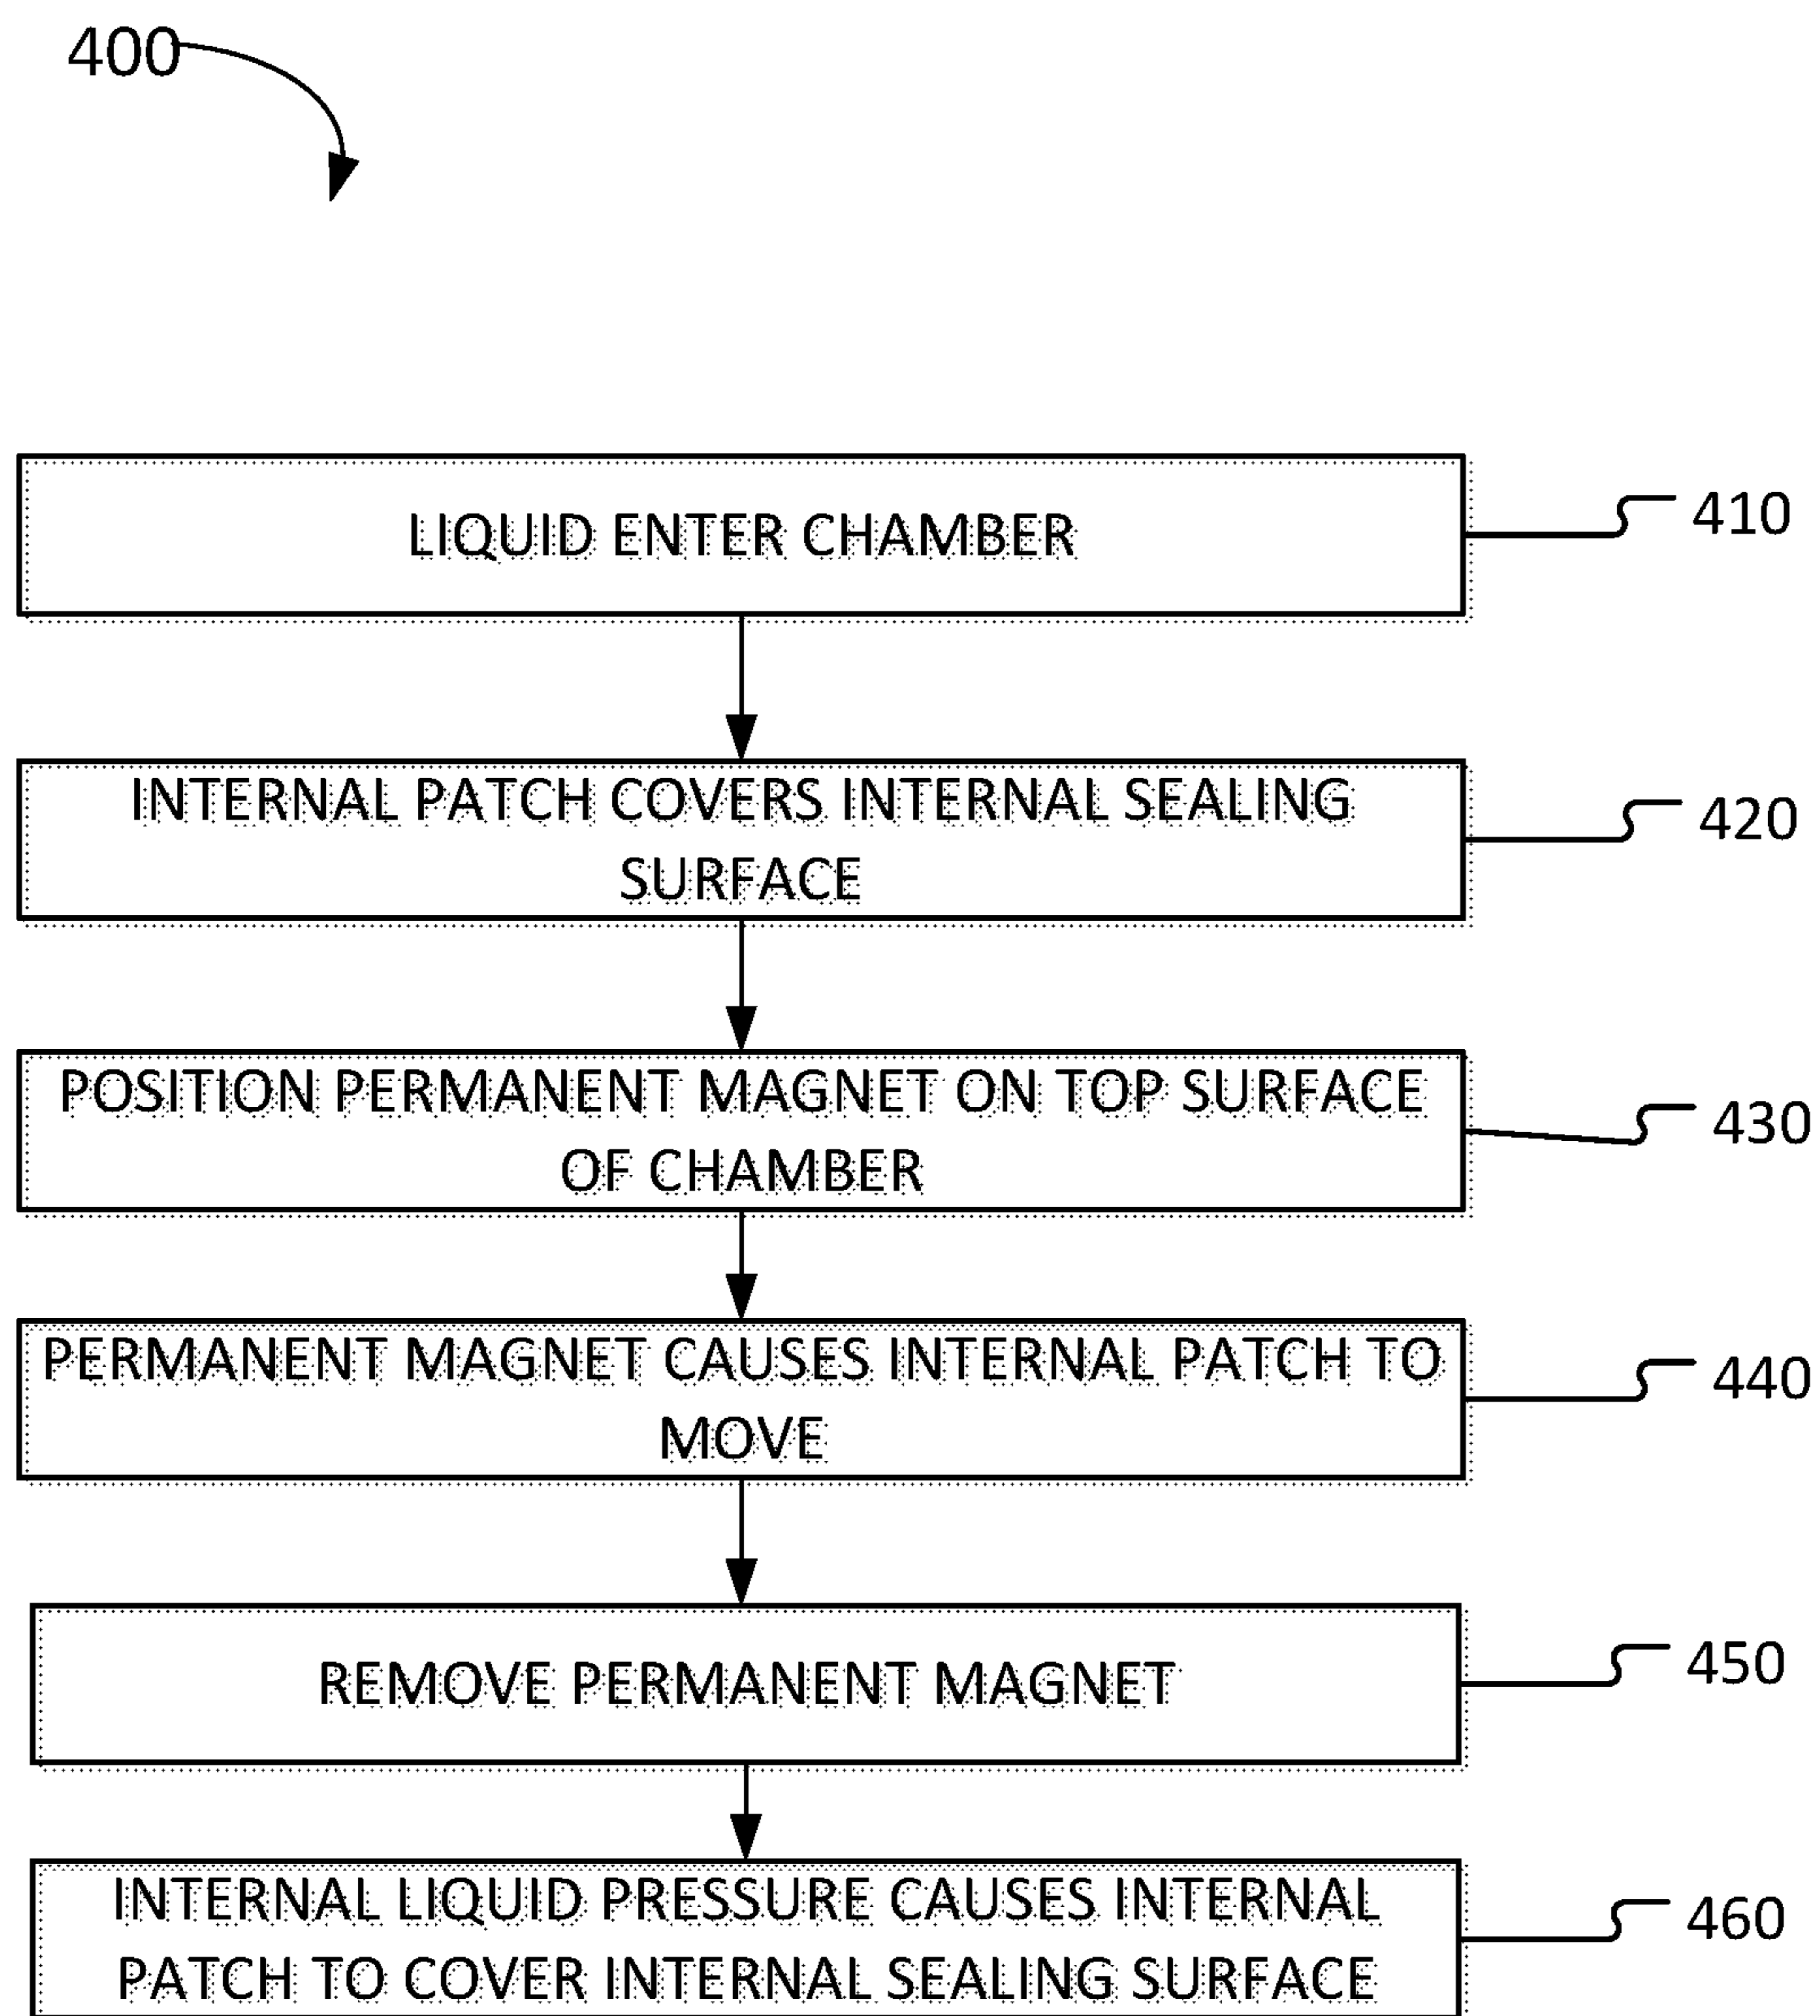 400
LIQUID ENTER CHAMBER
410
INTERNAL PATCH COVERS INTERNAL SEALING
SURFACE
420
POSITION PERMANENT MAGNET ON TOP SURFACE
OF CHAMBER
430
PERMANENT MAGNET CAUSES INTERNAL PATCH TO
MOVE
440
REMOVE PERMANENT MAGNET
450
INTERNAL LIQUID PRESSURE CAUSES INTERNAL
PATCH TO COVER INTERNAL SEALING SURFACE
460